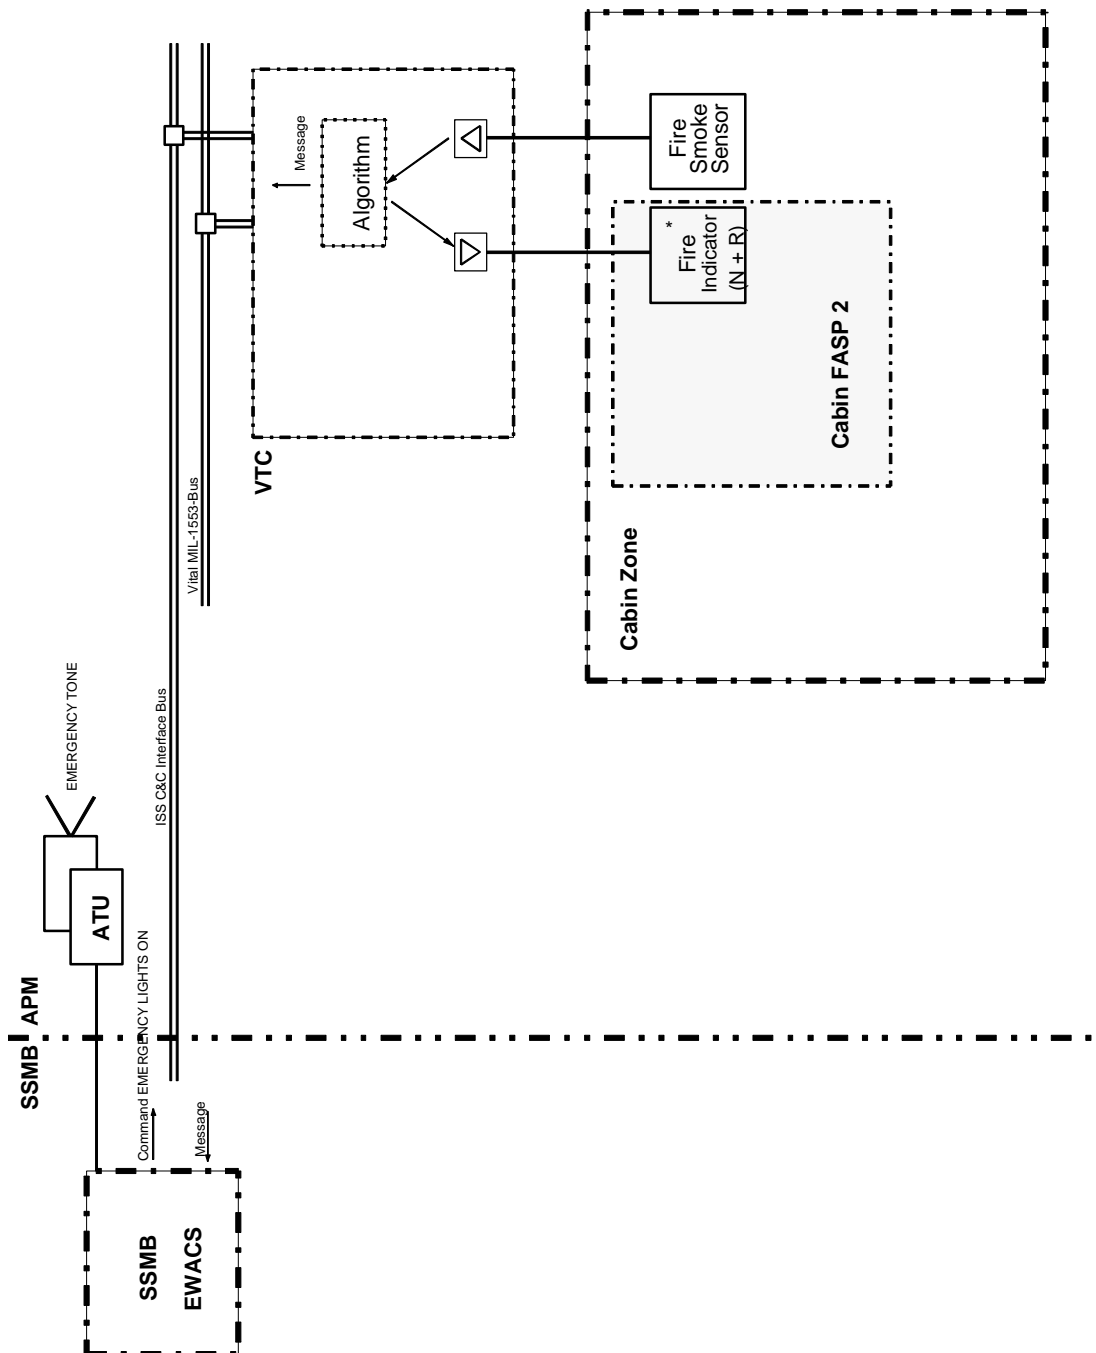 SSMB
EWACS
Message
Command EMERGENCY LIGHTS ON
SSMB
APM
ATU
EMERGENCY TONE
ISS C&C Interface Bus
Vital MIL-1553-Bus
VTC
Message
Algorithm
Cabin Zone
Cabin FASP 2
*
Fire
Indicator
(N + R)
Fire
Smoke
Sensor